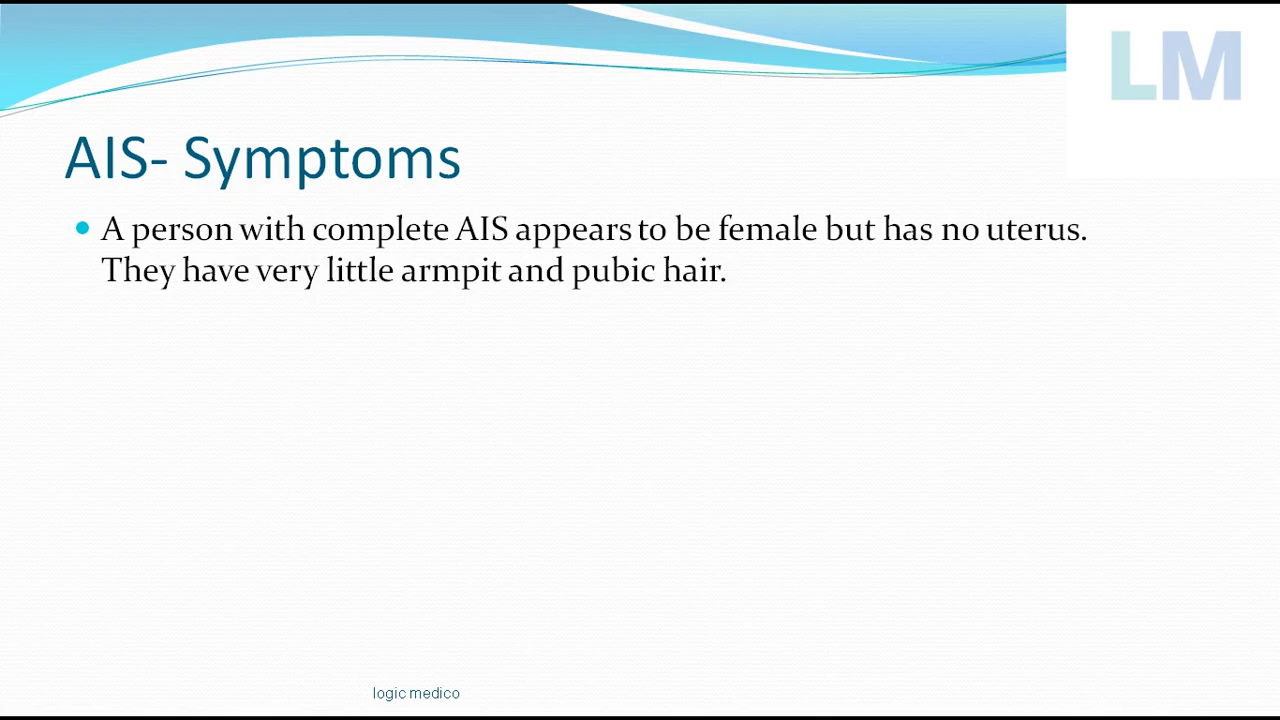 LM
AIS- Symptoms
A person with complete AIS appears to be female but has no uterus.
They have very little armpit and pubic hair.
logic medico